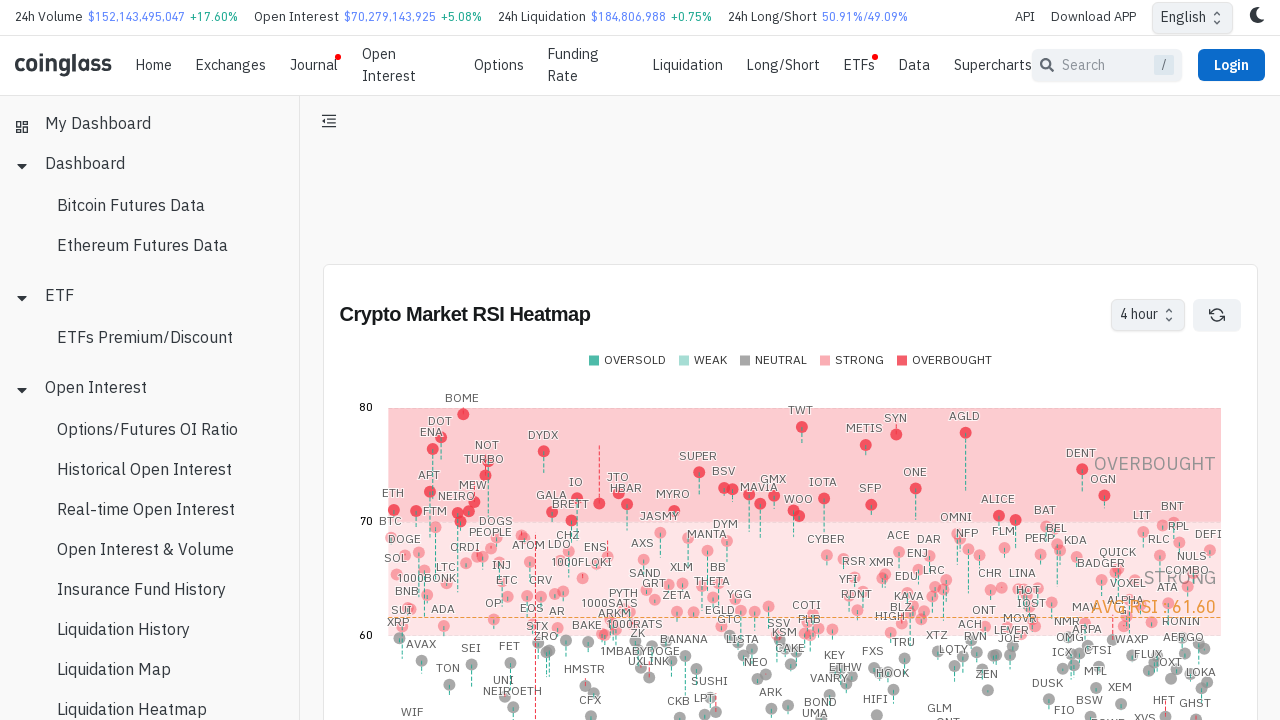 24h Volume $152,143,495,047 +17.60% Open Interest $70,279,143,925 +5.08% 24h Liquidation $184,806,988 +0.75% 24h Long/Short 50.91%/49.09% API Download APP English
coinglass Home Exchanges Journal Open Interest Options Funding Rate Liquidation Long/Short ETFs Data Supercharts Search / Login
My Dashboard
Dashboard
Bitcoin Futures Data
Ethereum Futures Data
ETF
ETFs Premium/Discount
Open Interest
Options/Futures OI Ratio
Historical Open Interest
Real-time Open Interest
Open Interest & Volume
Insurance Fund History
Liquidation History
Liquidation Map
Liquidation Heatmap
Crypto Market RSI Heatmap
4 hour
OVERSOLD WEAK NEUTRAL STRONG OVERBOUGHT
80
BOME
TWT
DOT
SYN
AGLD
ENA
METIS
DYDX
NOT
DENT
TURBO
SUPER
OVERBOUGHT
BSV
ONE
APT
JTO
GMX
OGN
MEW
IO
HBAR
MAVIA
IOTA
SFP
ETH
NEIRO
GALA
MYRO
WOO
ALICE
BRETT
FTM
BAT
BNT
70
BTC
DOGS
JASMY
DYM
OMNI
LIT
RPL
PEOPLE
CHZ
MANTA
ACE
NFP
FLM
BEL
DEFI
DOGE
CRDI
ATOM
LDO
ENS
AXS
CYBER
DAR
PERP
KDA
RLC
SOL
LTC
INJ
1000FLOKI
XLM
BB
RSR
XMR
ENJ
QUICK
NULS
1000BONK
ETC
CRV
SAND
GRT
THETA
YFI
EDU
LRC
CHR
LINA
BADGER
COMBO
BNB
PYTH
ZETA
YGG
RDNT
KAVA
HOT
VOXEL
STRONG
ATA
SUI
ADA
OP
EOS
AR
1000SATS
EGLD
COTI
BLZ
ONT
IOST
ALPHA
AVG RSI : 61.60
XRP
STX
BAKE
ARKM
1000RATS
GTC
SSV
PHB
HIGH
ACH
MOVR
NMR
RONIN
60
ZRO
ZK
BANANA
LISTA
KSM
TRU
XTZ
RVN
LEVER
JOE
OMG
ARPA
WAXP
AERGO
AVAX
SEI
FET
1MBABYDOGE
CAKE
KEY
FXS
LQTY
ICX
CTSI
FLUX
TON
HMSTR
UXLINK
NEO
ETHW
HOOK
ZEN
MTL
LOKA
UNI
SUSHI
VANRY
DUSK
XEM
NEIROETH
CFX
CKB
LPT
ARK
BOND
HIFI
BSW
HFT
GHST
WIF
UMA
GLM
FIO
XVS